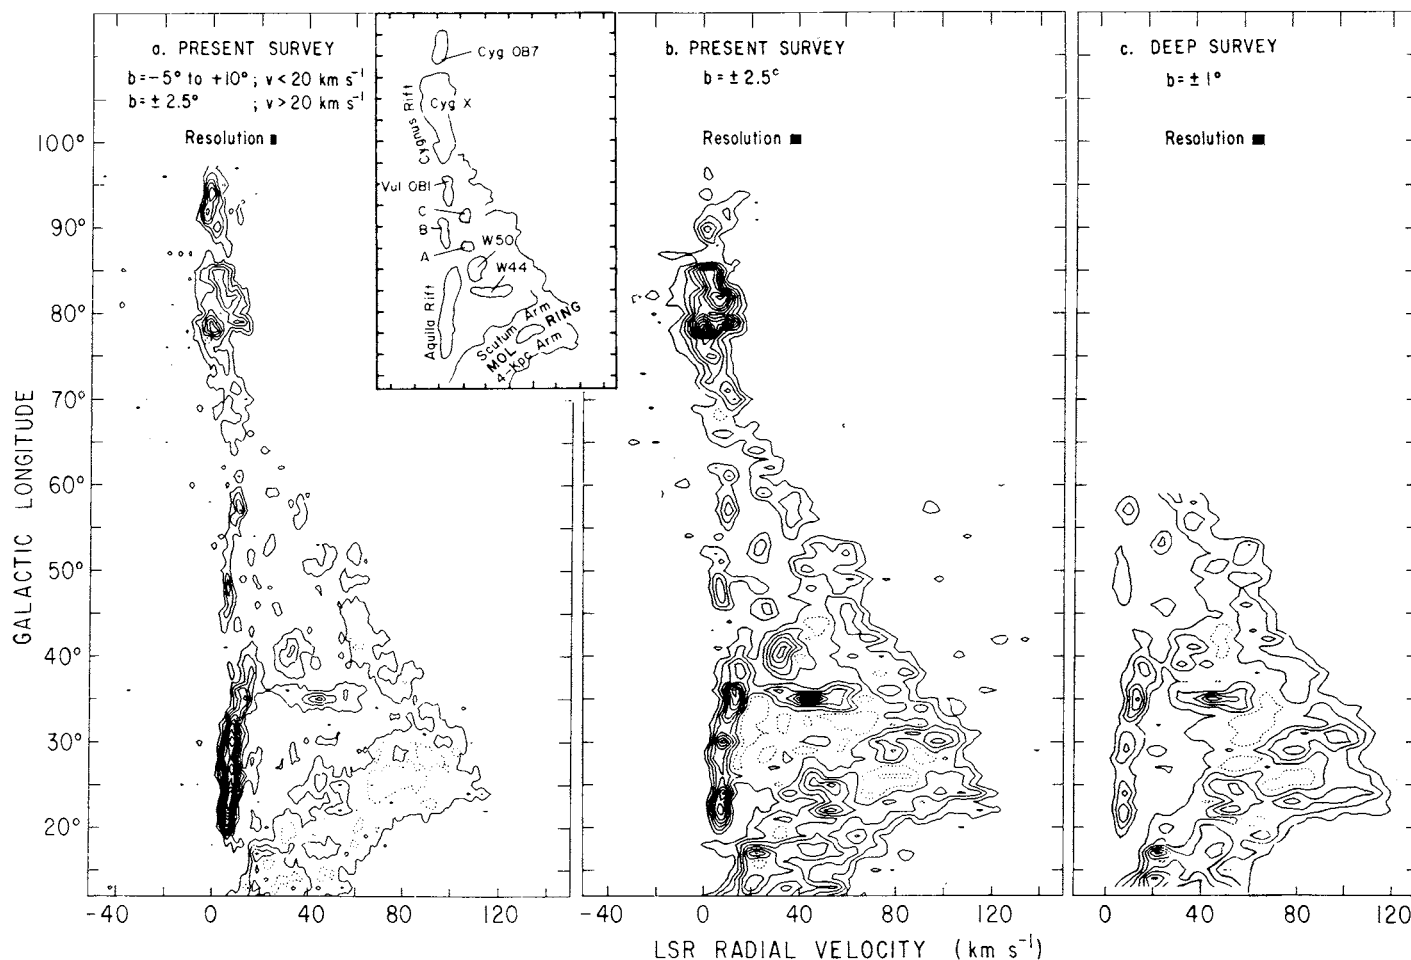 a. PRESENT SURVEY
b = -5° to +10° ; v < 20 km s⁻¹
b = ± 2.5° ; v > 20 km s⁻¹
Resolution
100°
90°
80°
70°
60°
50°
40°
30°
20°
GALACTIC LONGITUDE
-40 0 40 80 120
Cyg OB7
Cygnus Rift
Cyg X
Vul OB1
C
B
A
W50
W44
Aquila Rift
Scutum Arm
MOL RING
4-Kpc Arm
b. PRESENT SURVEY
b = ± 2.5°
Resolution
-40 0 40 80 120
LSR RADIAL VELOCITY (km s⁻¹)
c. DEEP SURVEY
b = ± 1°
Resolution
0 40 80 120